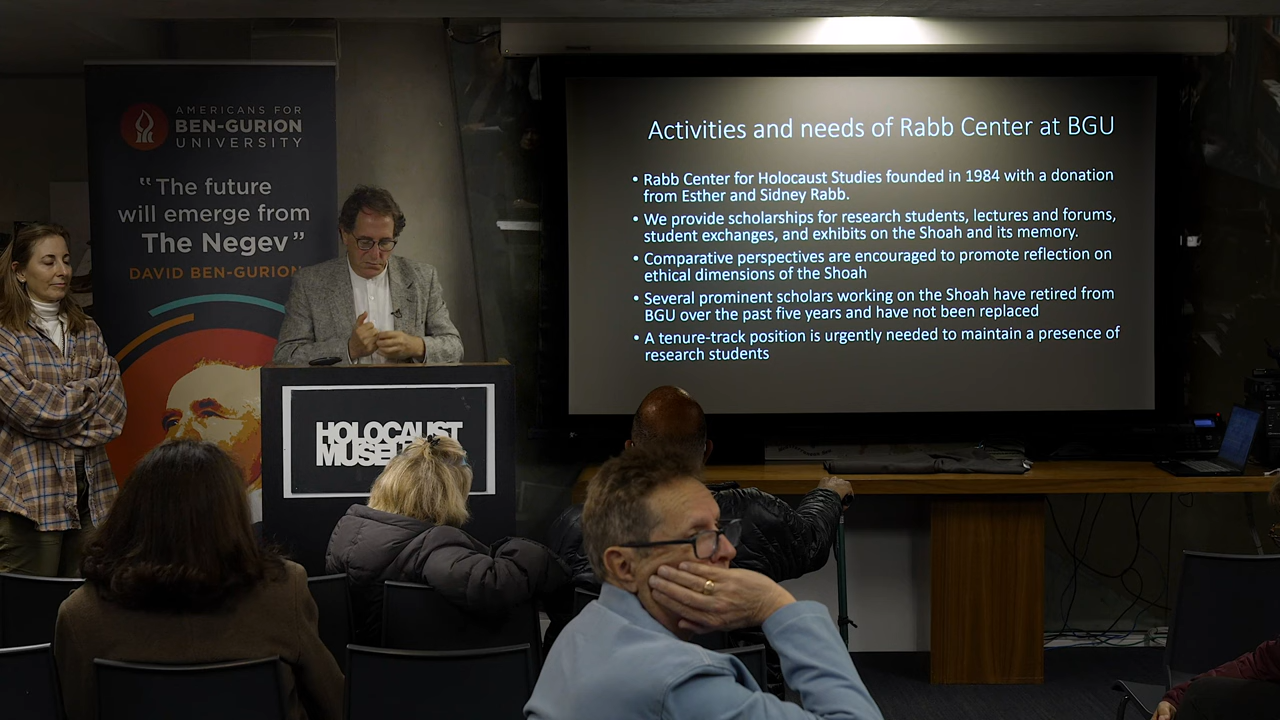 AMERICANS FOR
BEN-GURION
UNIVERSITY
"The future
will emerge from
The Negev"
DAVID BEN-GURION
HOLOCAUST
Activities and needs of Rabb Center at BGU
• Rabb Center for Holocaust Studies founded in 1984 with a donation
from Esther and Sidney Rabb.
• We provide scholarships for research students, lectures and forums,
student exchanges, and exhibits on the Shoah and its memory.
• Comparative perspectives are encouraged to promote reflection on
ethical dimensions of the Shoah
• Several prominent scholars working on the Shoah have retired from
BGU over the past five years and have not been replaced
• A tenure-track position is urgently needed to maintain a presence of
research students